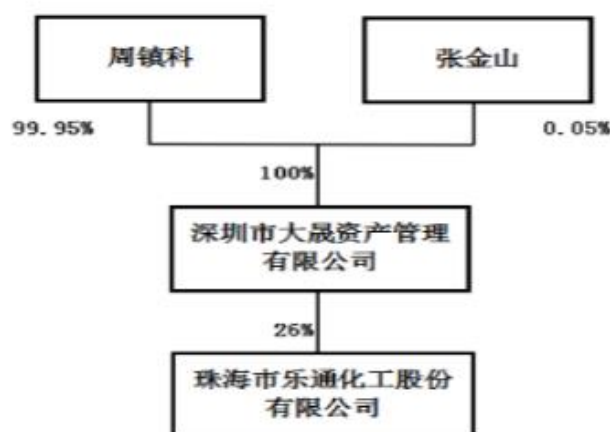 周镇科
张金山
99.95%
0.05%
100%
深圳市大晟资产管理
有限公司
26%
珠海市乐通化工股份
有限公司